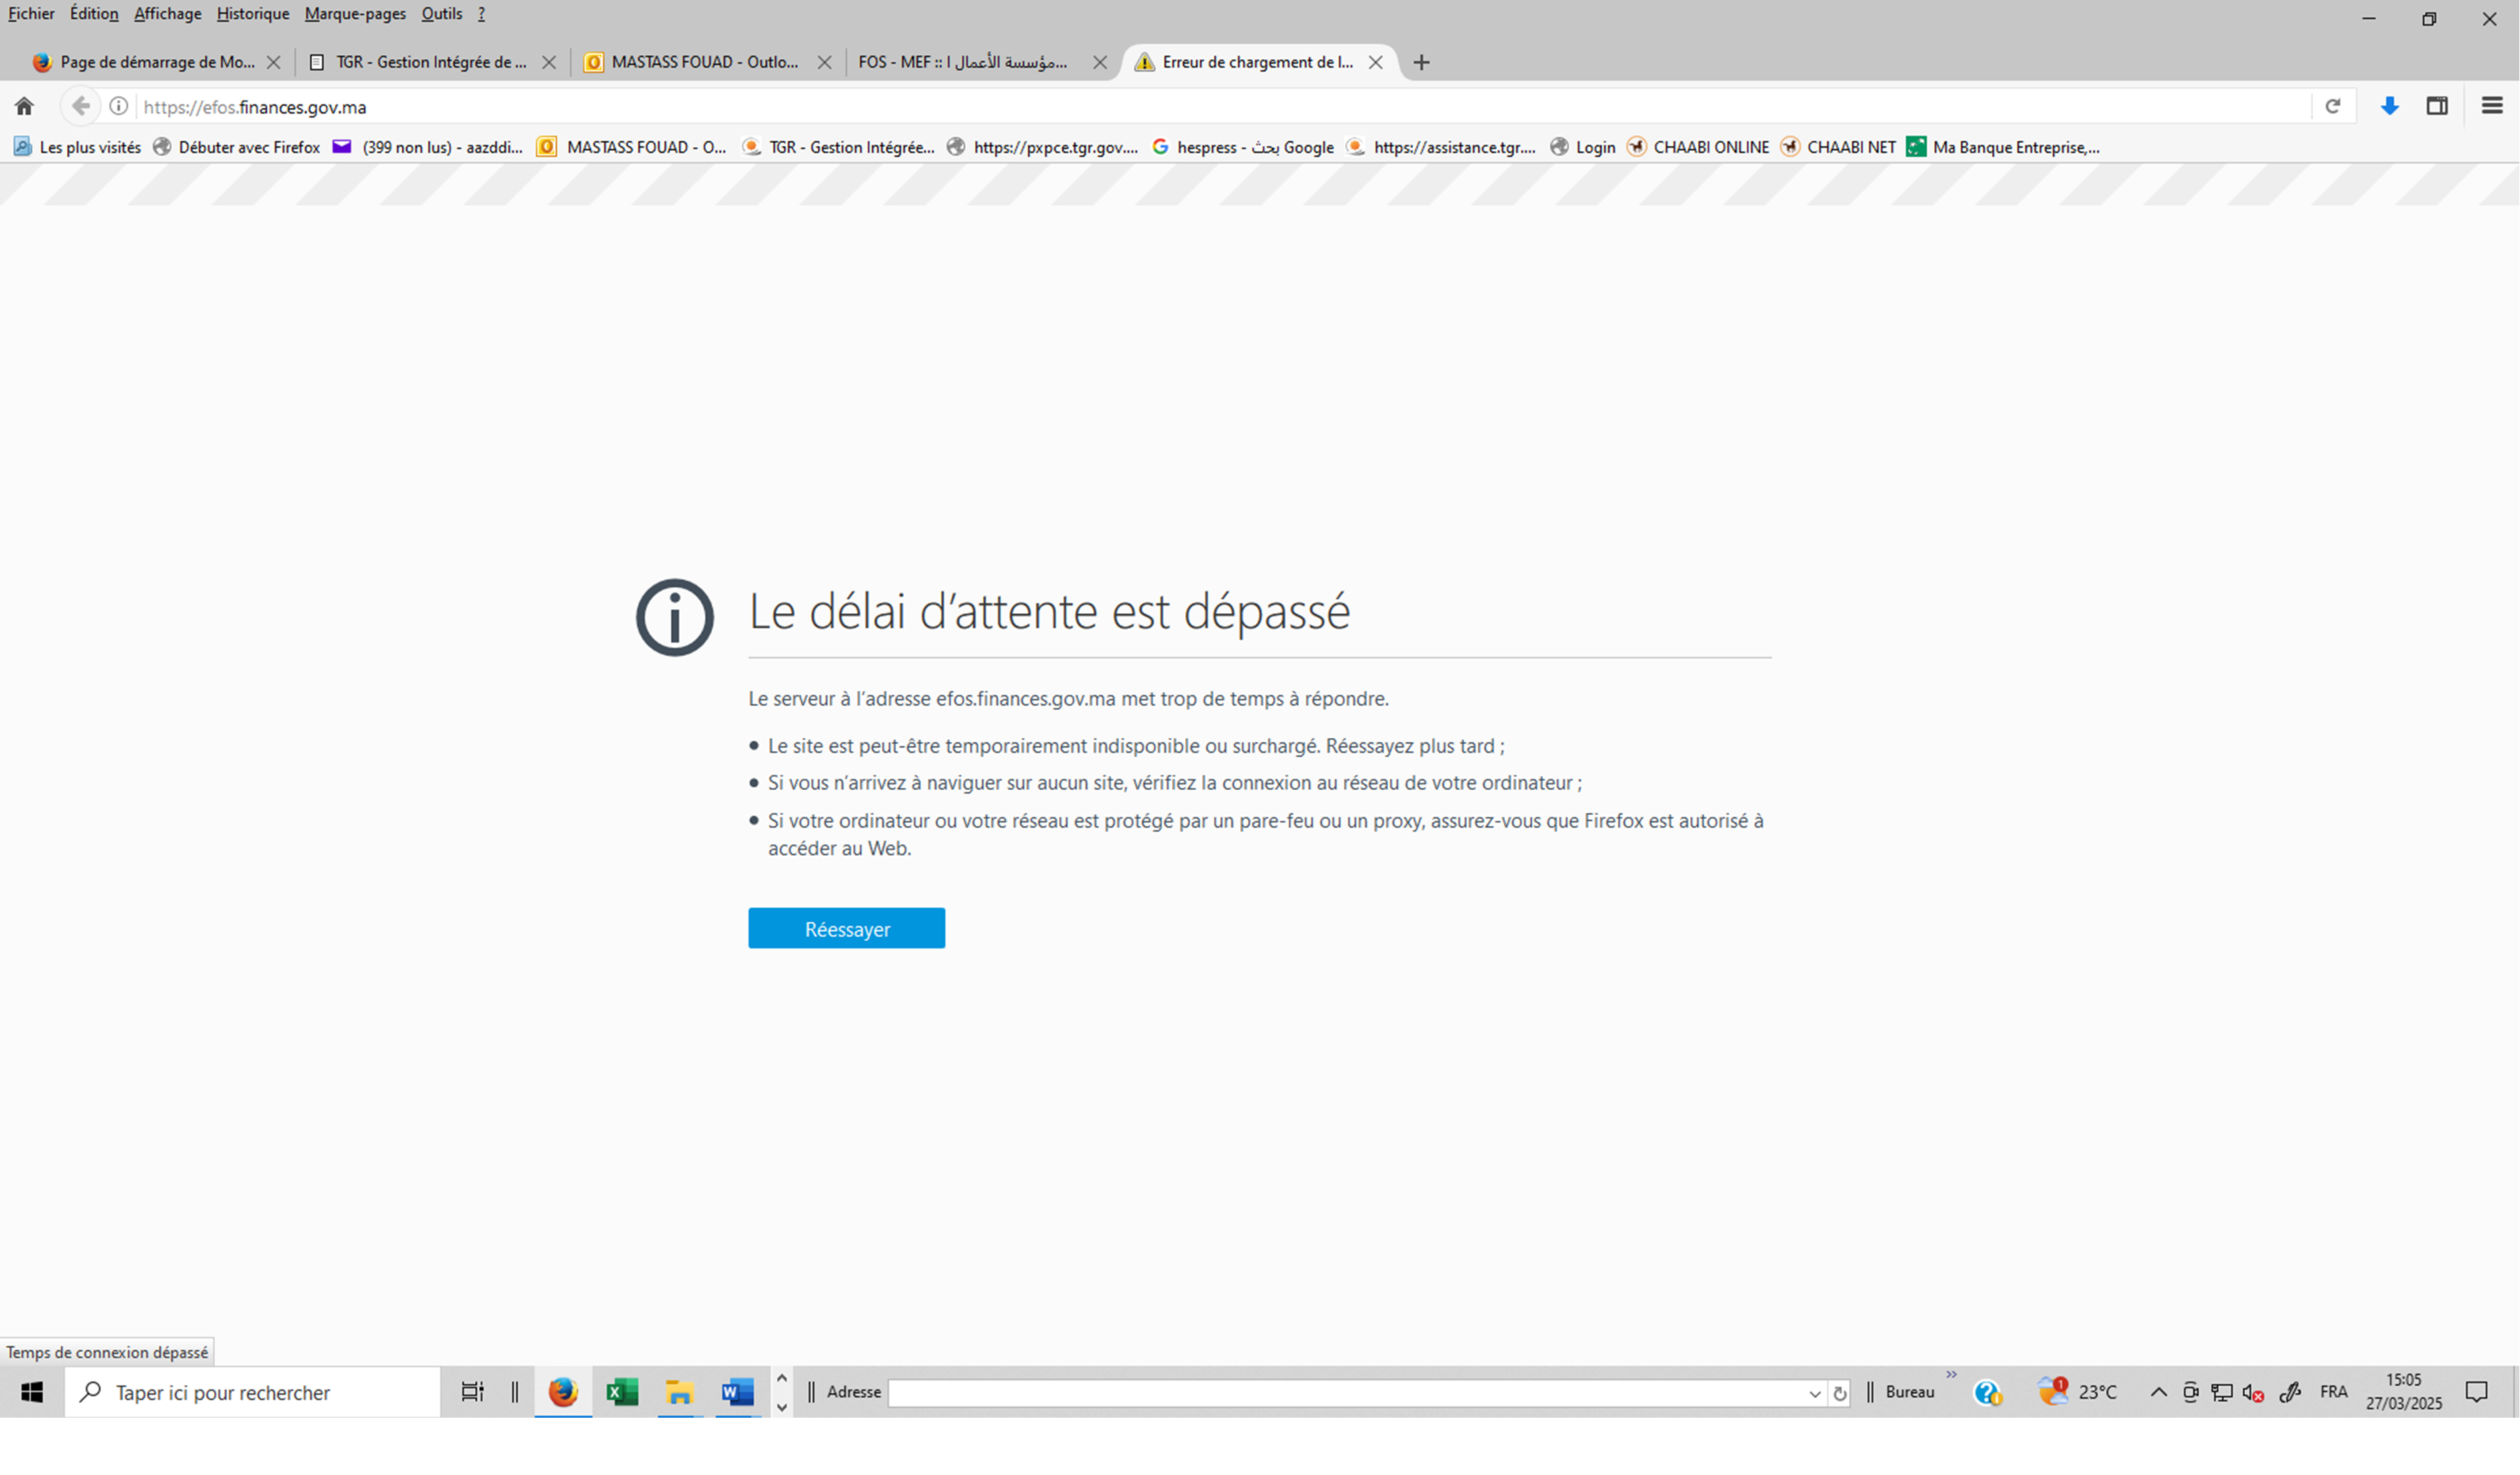 Fichier Édition Affichage Historique Marque-pages Outils ?
Page de démarrage de Mo... TGR - Gestion Intégrée de ... MASTASS FOUAD - Outlo... FOS - MEF :: مؤسسة الأعمال ا... Erreur de chargement de l...
https://efos.finances.gov.ma
Les plus visités Débuter avec Firefox (399 non lus) - aazddi... MASTASS FOUAD - O... TGR - Gestion Intégrée... https://pxpce.tgr.gov.... hespress - بحث Google https://assistance.tgr.... Login CHAABI ONLINE CHAABI NET Ma Banque Entreprise,...
Le délai d’attente est dépassé
Le serveur à l’adresse efos.finances.gov.ma met trop de temps à répondre.
Le site est peut-être temporairement indisponible ou surchargé. Réessayez plus tard ;
Si vous n’arrivez à naviguer sur aucun site, vérifiez la connexion au réseau de votre ordinateur ;
Si votre ordinateur ou votre réseau est protégé par un pare-feu ou un proxy, assurez-vous que Firefox est autorisé à
accéder au Web.
Réessayer
Temps de connexion dépassé
Taper ici pour rechercher Adresse Bureau 1 23°C FRA 15:05
27/03/2025